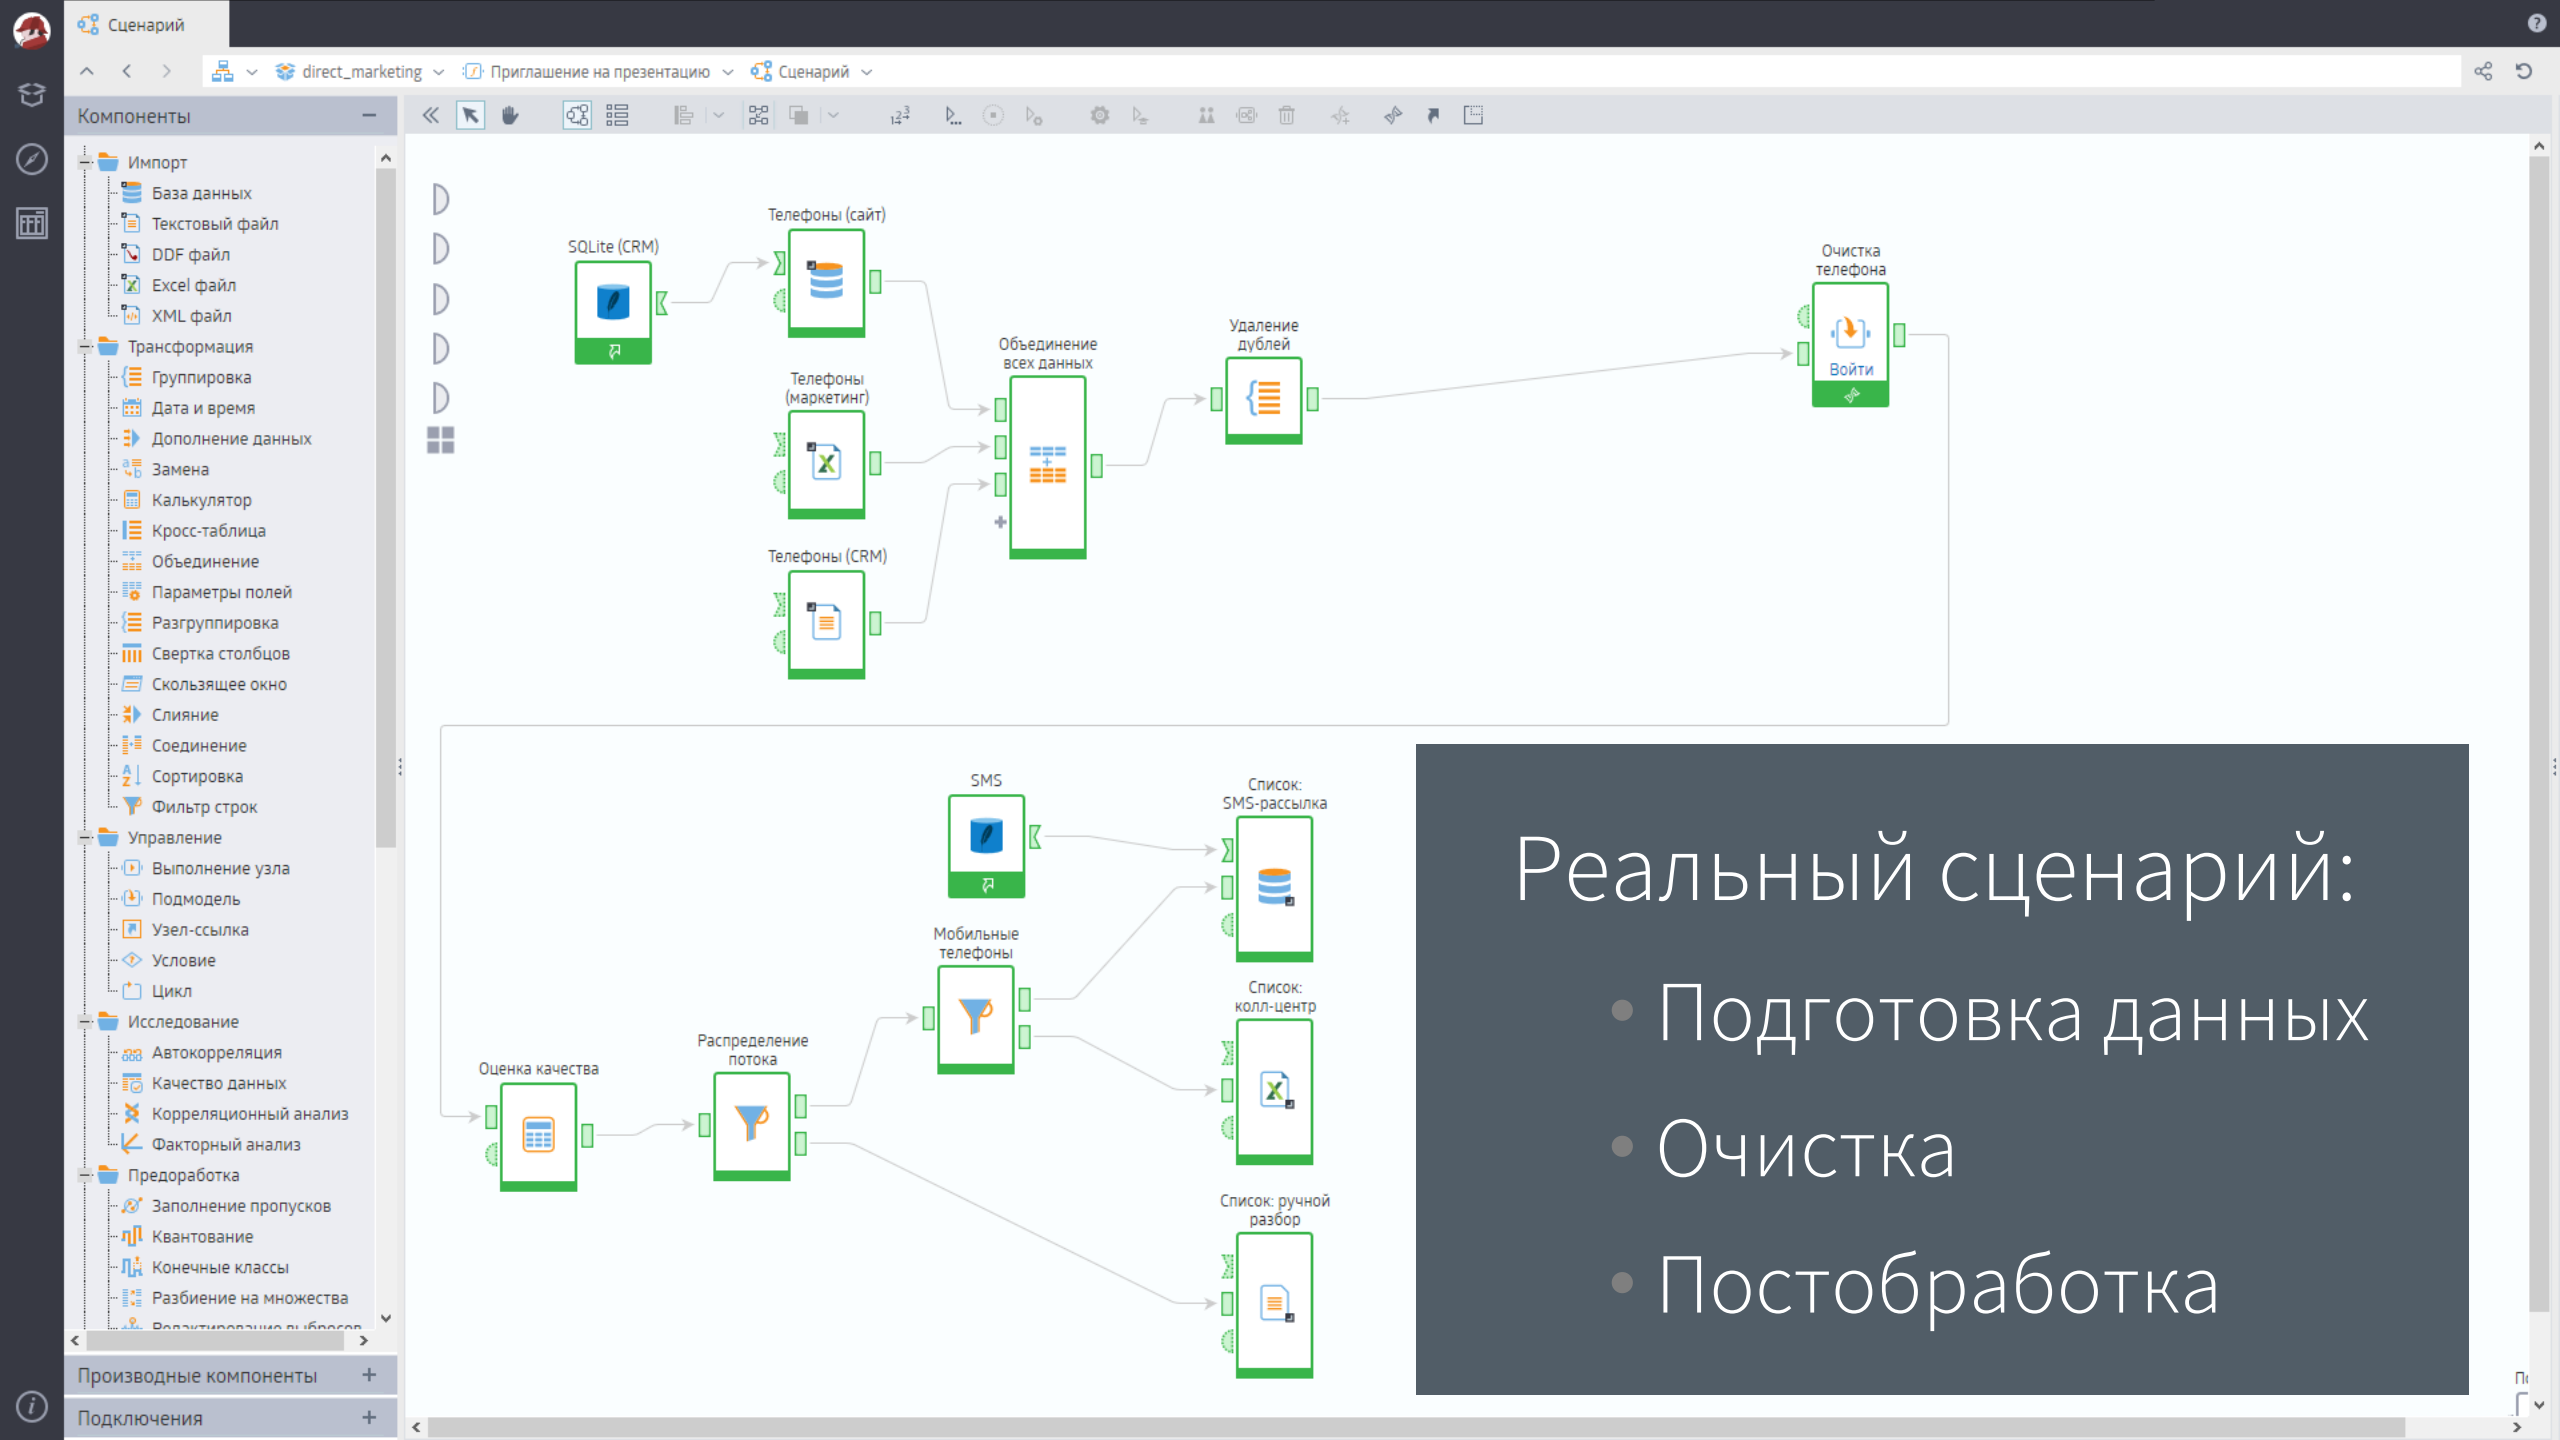 Сценарий
direct_marketing
Приглашение на презентацию
Сценарий
Компоненты
Импорт
База данных
Текстовый файл
DDF файл
Excel файл
XML файл
Трансформация
Группировка
Дата и время
Дополнение данных
Замена
Калькулятор
Кросс-таблица
Объединение
Параметры полей
Разгруппировка
Свертка столбцов
Скользящее окно
Слияние
Соединение
Сортировка
Фильтр строк
Управление
Выполнение узла
Подмодель
Узел-ссылка
Условие
Цикл
Исследование
Автокорреляция
Качество данных
Корреляционный анализ
Факторный анализ
Предоработка
Заполнение пропусков
Квантование
Конечные классы
Разбиение на множества
Редактирование выбросов
Производные компоненты
Подключения
SQLite (CRM)
Телефоны (сайт)
Телефоны
(маркетинг)
Телефоны (CRM)
Объединение
всех данных
Удаление
дублей
Очистка
телефона
Войти
SMS
Список:
SMS-рассылка
Мобильные
телефоны
Список:
колл-центр
Распределение
потока
Оценка качества
Список: ручной
разбор
Реальный сценарий:
• Подготовка данных
• Очистка
• Постобработка